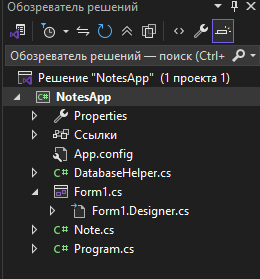 Обозреватель решений
Обозреватель решений — поиск (Ctrl+
Решение "NotesApp" (1 проекта 1)
C# NotesApp
Properties
Ссылки
App.config
C# DatabaseHelper.cs
Form1.cs
Form1.Designer.cs
C# Note.cs
C# Program.cs